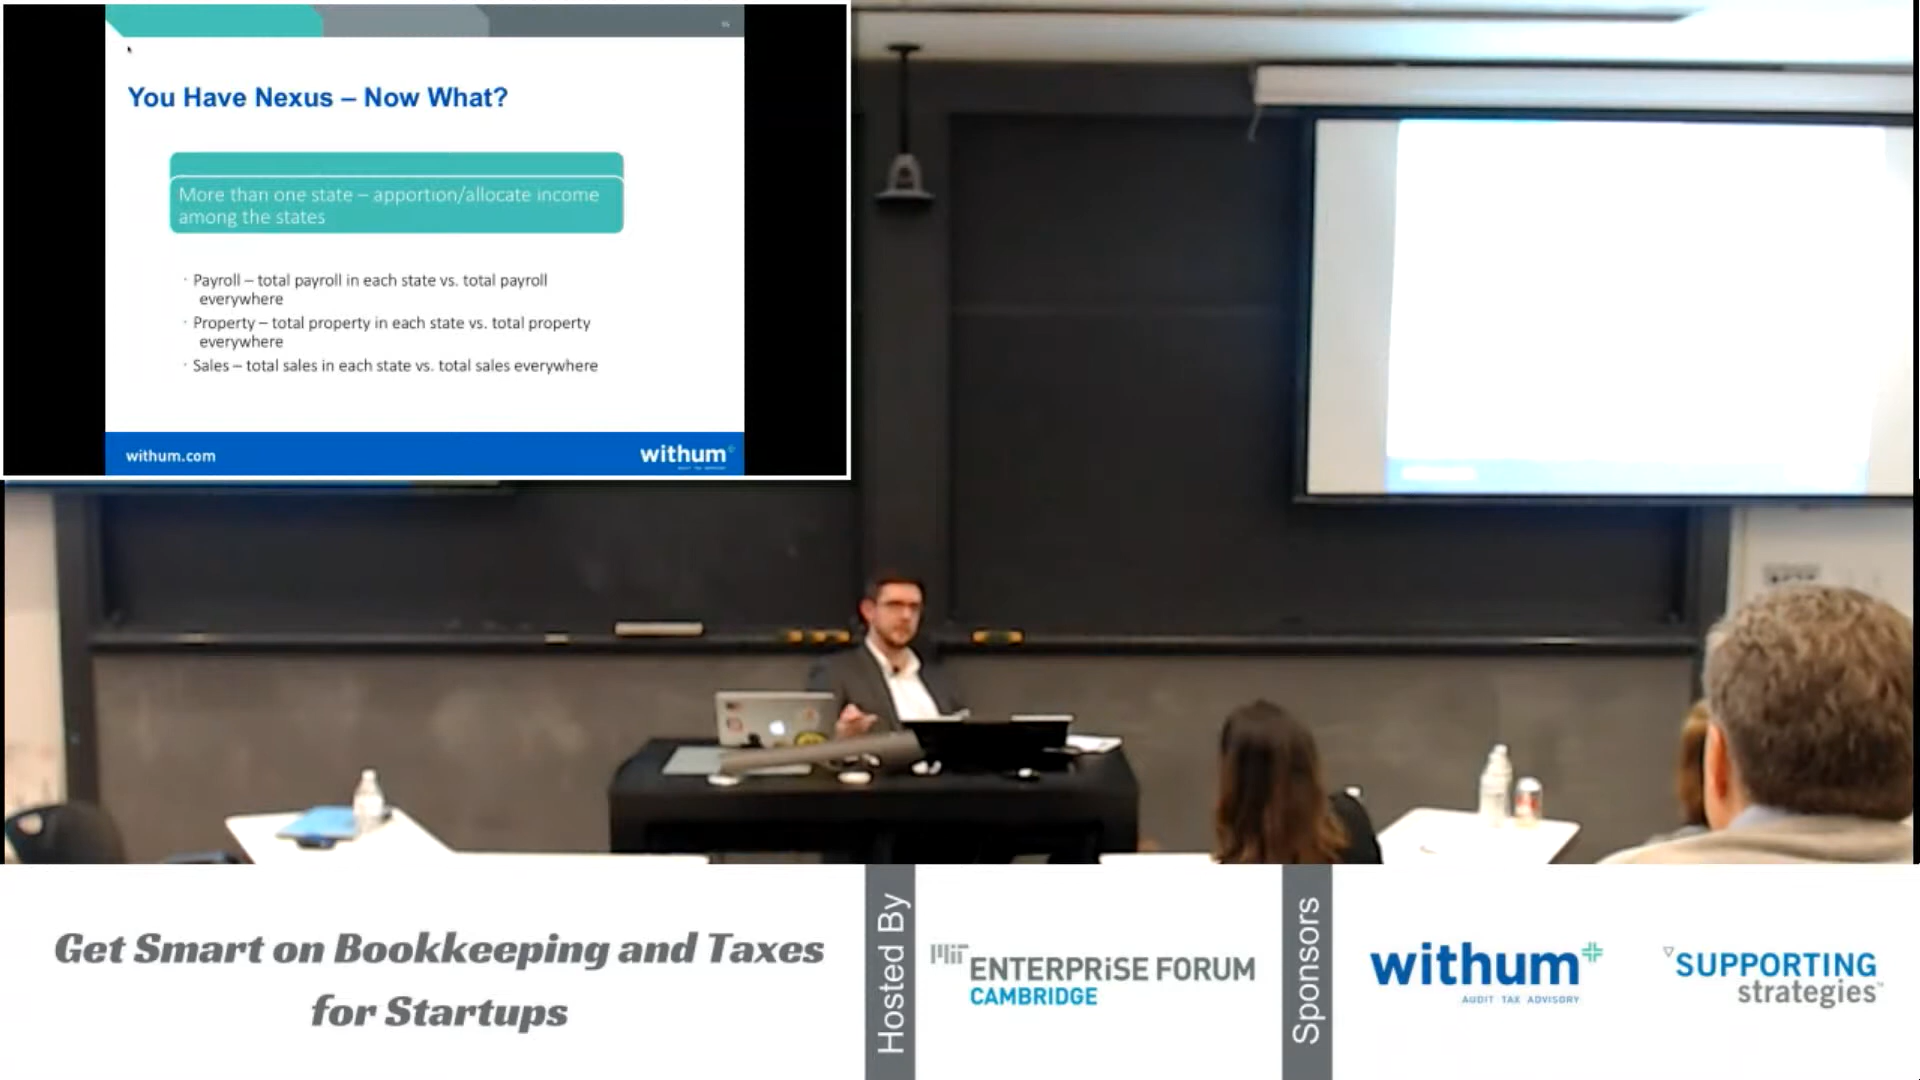 You Have Nexus – Now What?
More than one state – apportion/allocate income
among the states
· Payroll – total payroll in each state vs. total payroll
everywhere
· Property – total property in each state vs. total property
everywhere
· Sales – total sales in each state vs. total sales everywhere
withum.com
withum+
Get Smart on Bookkeeping and Taxes
for Startups
Hosted By
MIT
ENTERPRiSE FORUM
CAMBRIDGE
Sponsors
withum+
AUDIT TAX ADVISORY
SUPPORTING
strategies™